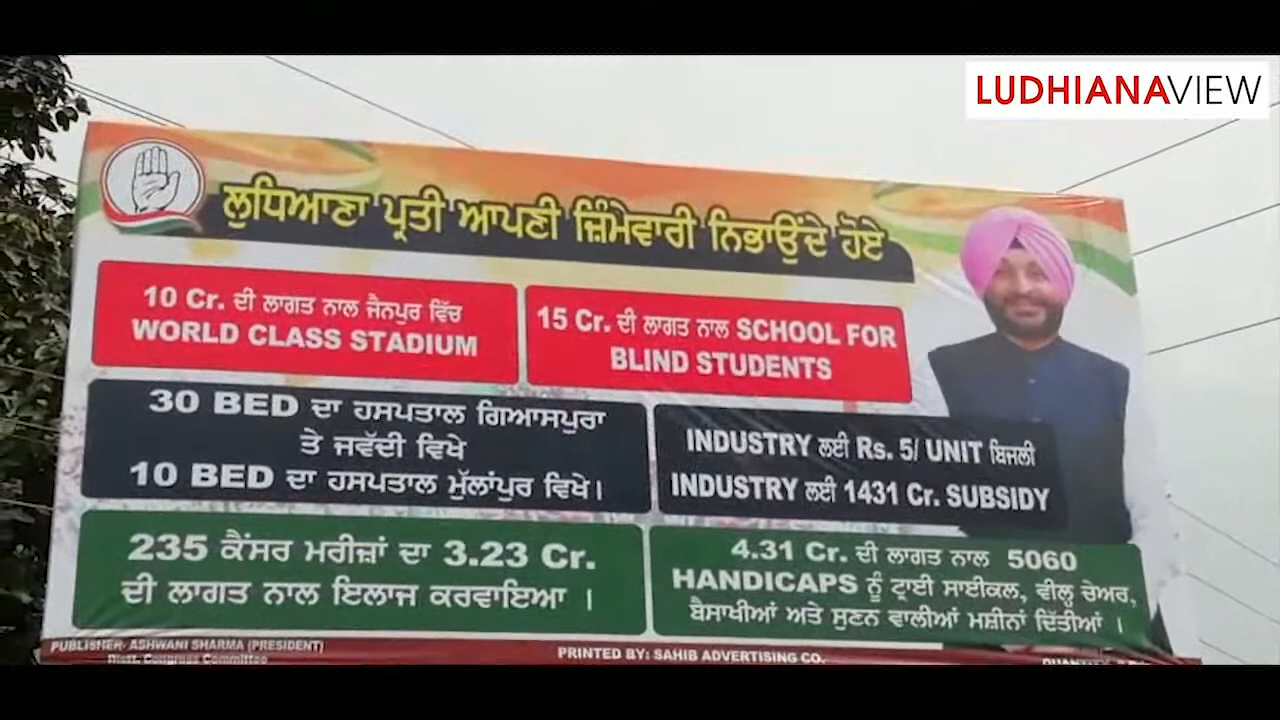 LUDHIANAVIEW
ਲੁਧਿਆਣਾ ਪ੍ਰਤੀ ਆਪਣੀ ਜ਼ਿੰਮੇਵਾਰੀ ਨਿਭਾਉਂਦੇ ਹੋਏ
10 Cr. ਦੀ ਲਾਗਤ ਨਾਲ ਜੈਨਪੁਰ ਵਿੱਚ
WORLD CLASS STADIUM
15 Cr. ਦੀ ਲਾਗਤ ਨਾਲ SCHOOL FOR
BLIND STUDENTS
30 BED ਦਾ ਹਸਪਤਾਲ ਗਿਆਸਪੁਰਾ
ਤੇ ਜਵੱਦੀ ਵਿਖੇ
10 BED ਦਾ ਹਸਪਤਾਲ ਮੁੱਲਾਂਪੁਰ ਵਿਖੇ।
INDUSTRY ਲਈ Rs. 5/ UNIT ਬਿਜਲੀ
INDUSTRY ਲਈ 1431 Cr. SUBSIDY
235 ਕੈਂਸਰ ਮਰੀਜ਼ਾਂ ਦਾ 3.23 Cr.
ਦੀ ਲਾਗਤ ਨਾਲ ਇਲਾਜ ਕਰਵਾਇਆ ।
4.31 Cr. ਦੀ ਲਾਗਤ ਨਾਲ 5060
HANDICAPS ਨੂੰ ਟ੍ਰਾਈ ਸਾਈਕਲ, ਵੀਲ੍ਹ ਚੇਅਰ,
ਬੈਸਾਖੀਆਂ ਅਤੇ ਸੁਣਨ ਵਾਲੀਆਂ ਮਸ਼ੀਨਾਂ ਦਿੱਤੀਆਂ ।
PUBLISHER- ASHWANI SHARMA (PRESIDENT)
Distt. Congress Committee
PRINTED BY: SAHIB ADVERTISING CO.